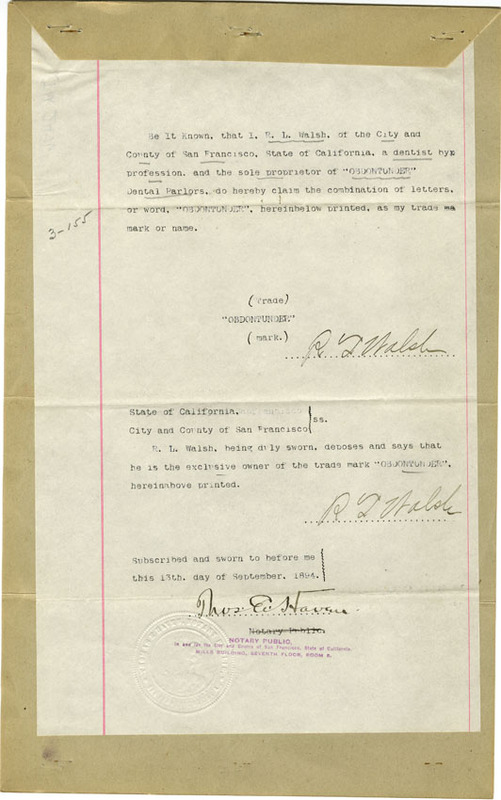 Be It Known, that I, R. L. Walsh, of the City and
County of San Francisco, State of California, a dentist by
profession, and the sole proprietor of "OBDONTUNDER"
Dental Parlors, do hereby claim the combination of letters,
or word, "OBDONTUNDER", hereinbelow printed, as my trade
mark or name.
3-155
(Trade)
"OBDONTUNDER"
(mark.)
R L Walsh
State of California,
City and County of San Francisco ss.
R. L. Walsh, being duly sworn, deposes and says that
he is the exclusive owner of the trade mark "OBDONTUNDER",
hereinabove printed.
R L Walsh
Subscribed and sworn to before me
this 13th. day of September, 1894.
Thos E Haven
Notary Public.
NOTARY PUBLIC,
In and for the City and County of San Francisco, State of California.
MILLS BUILDING, SEVENTH FLOOR, ROOM 8.